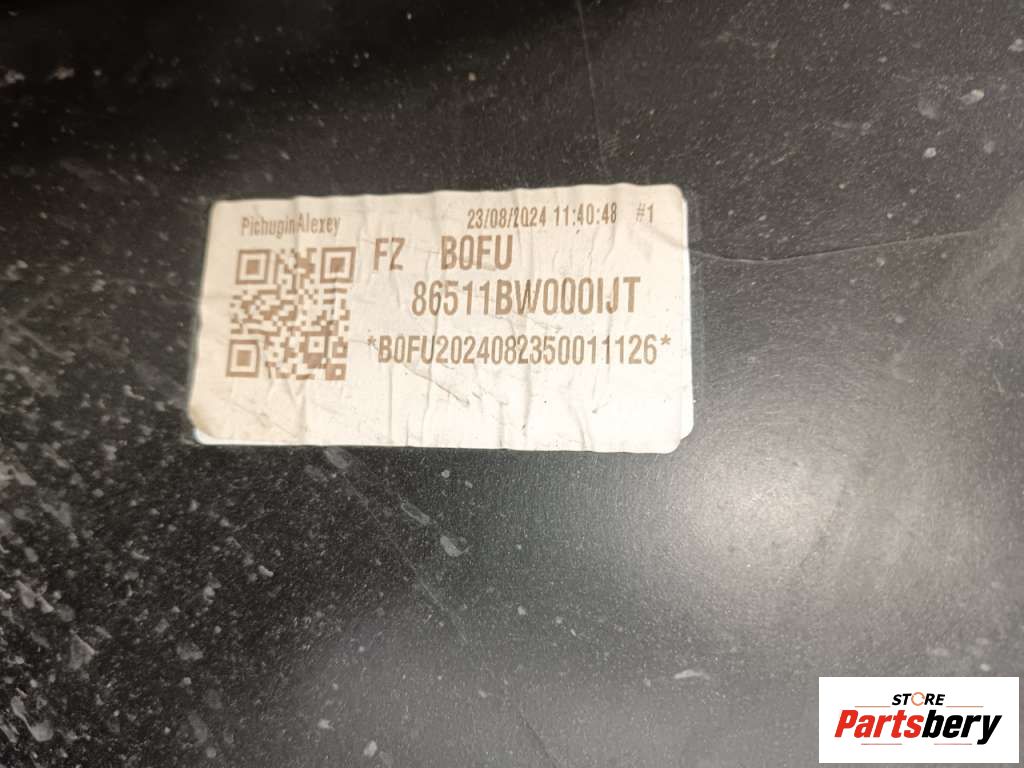 PichuginAlexey 23/08/2024 11:40:48 #1
FZ B0FU
86511BW000IJT
*B0FU2024082350011126*
STORE
Partsbery